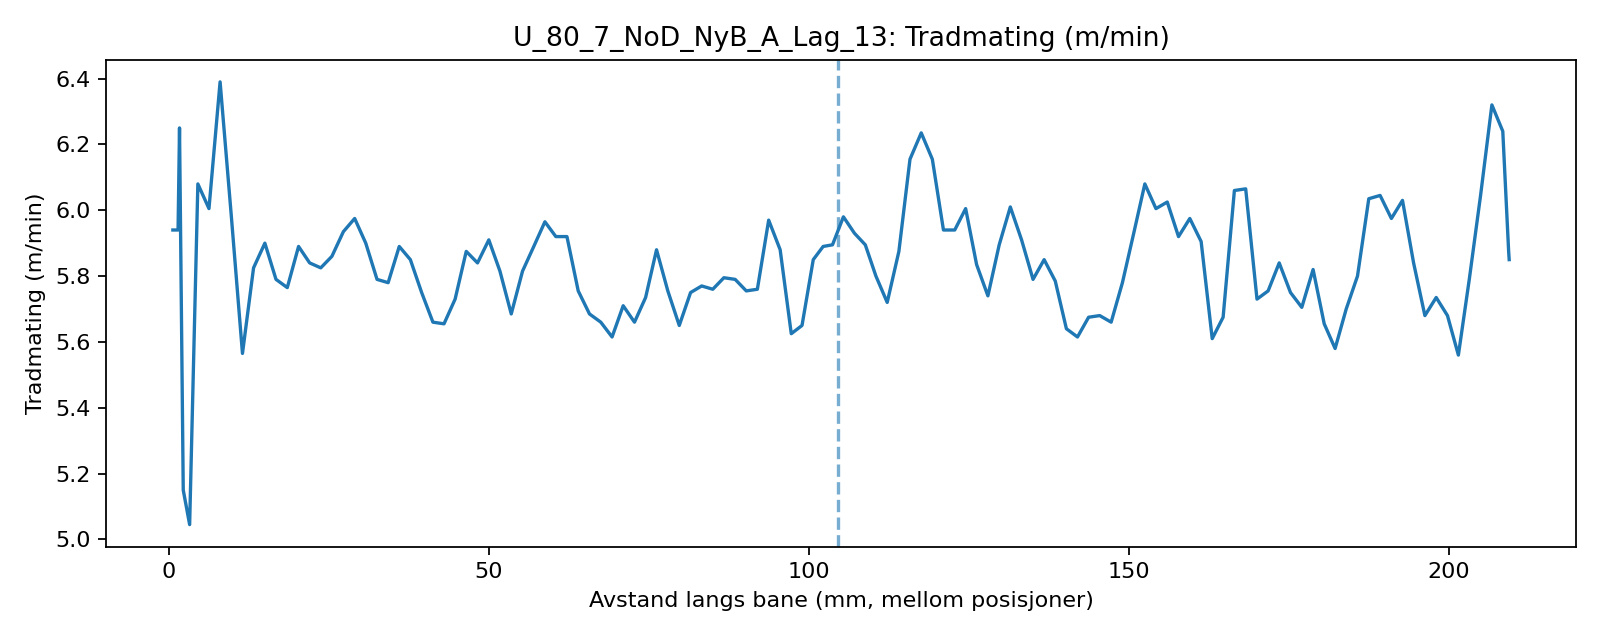 U_80_7_NoD_NyB_A_Lag_13: Tradmating (m/min)
Tradmating (m/min)
6.4
6.2
6.0
5.8
5.6
5.4
5.2
5.0
0 50 100 150 200
Avstand langs bane (mm, mellom posisjoner)